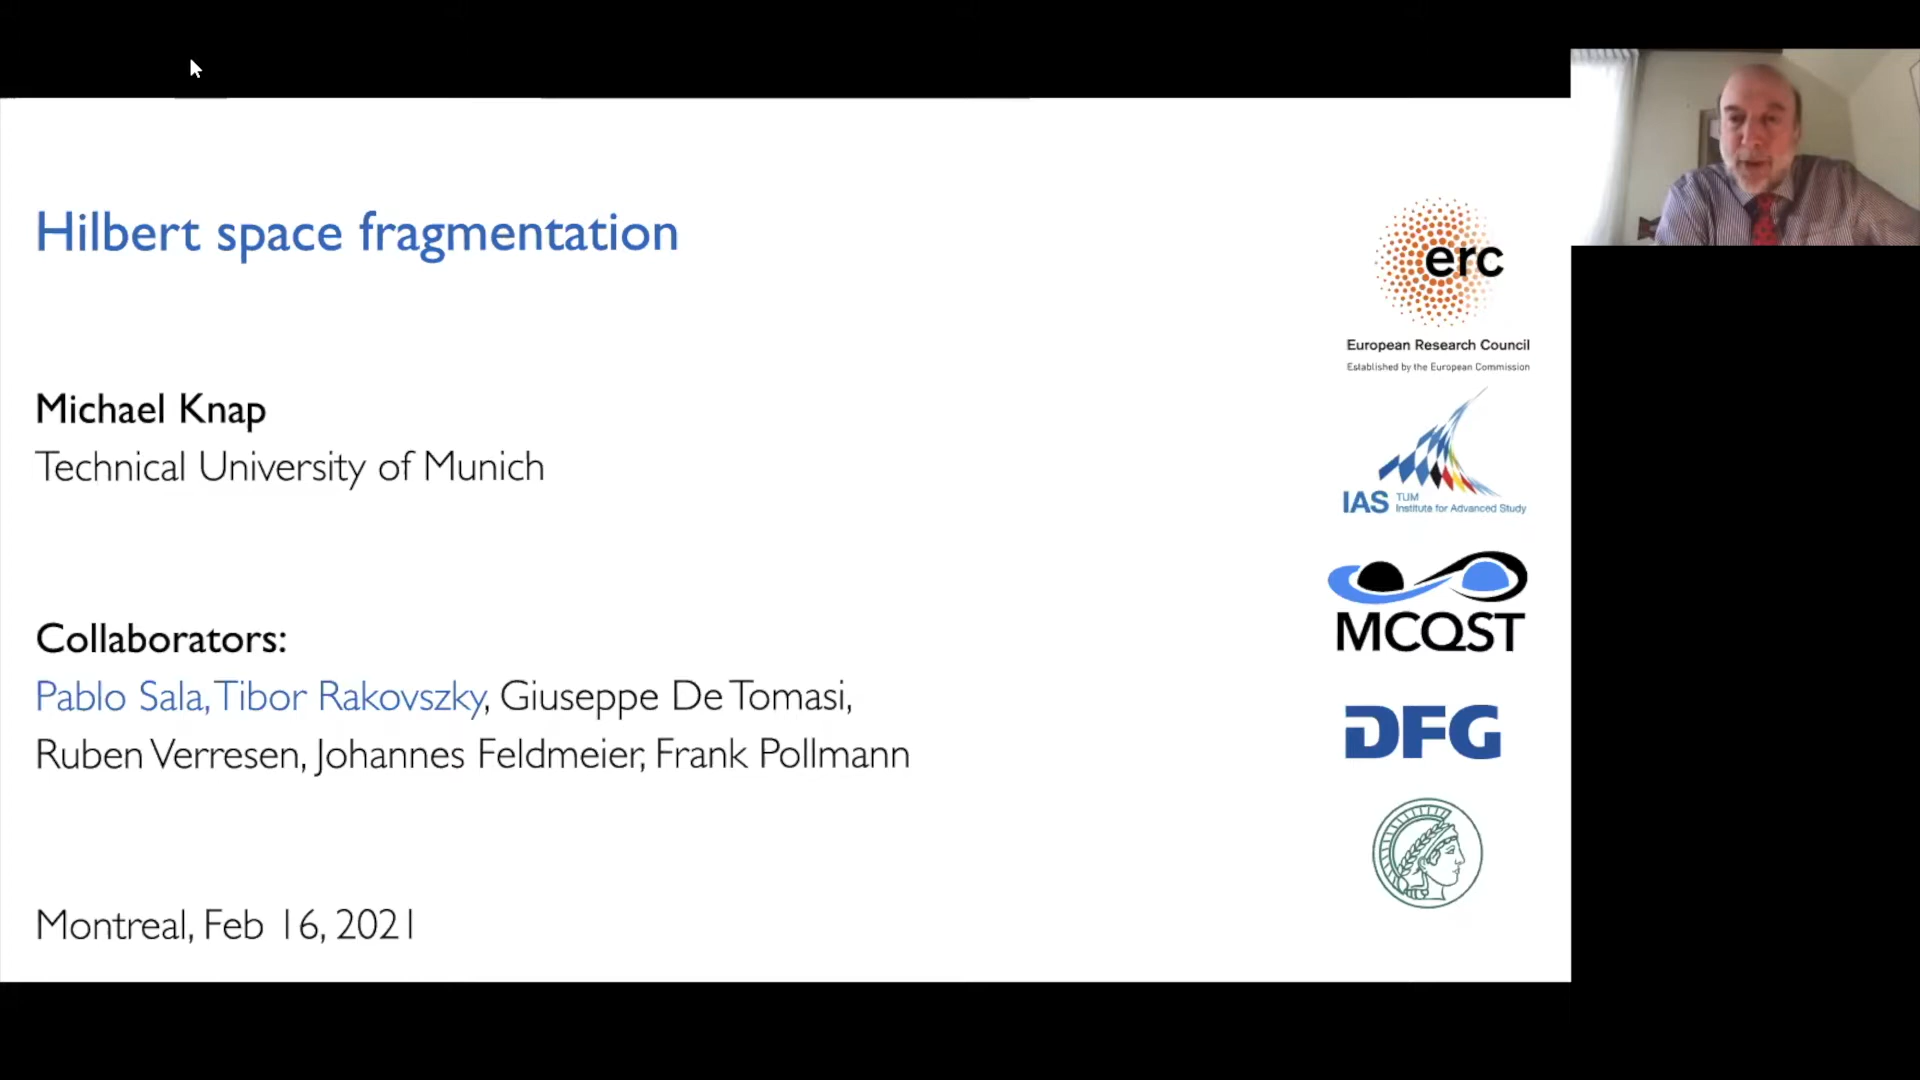 Hilbert space fragmentation
Michael Knap
Technical University of Munich
Collaborators:
Pablo Sala, Tibor Rakovszky, Giuseppe De Tomasi,
Ruben Verresen, Johannes Feldmeier, Frank Pollmann
Montreal, Feb 16, 2021
erc
European Research Council
Established by the European Commission
IAS TUM
Institute for Advanced Study
MCQST
DFG